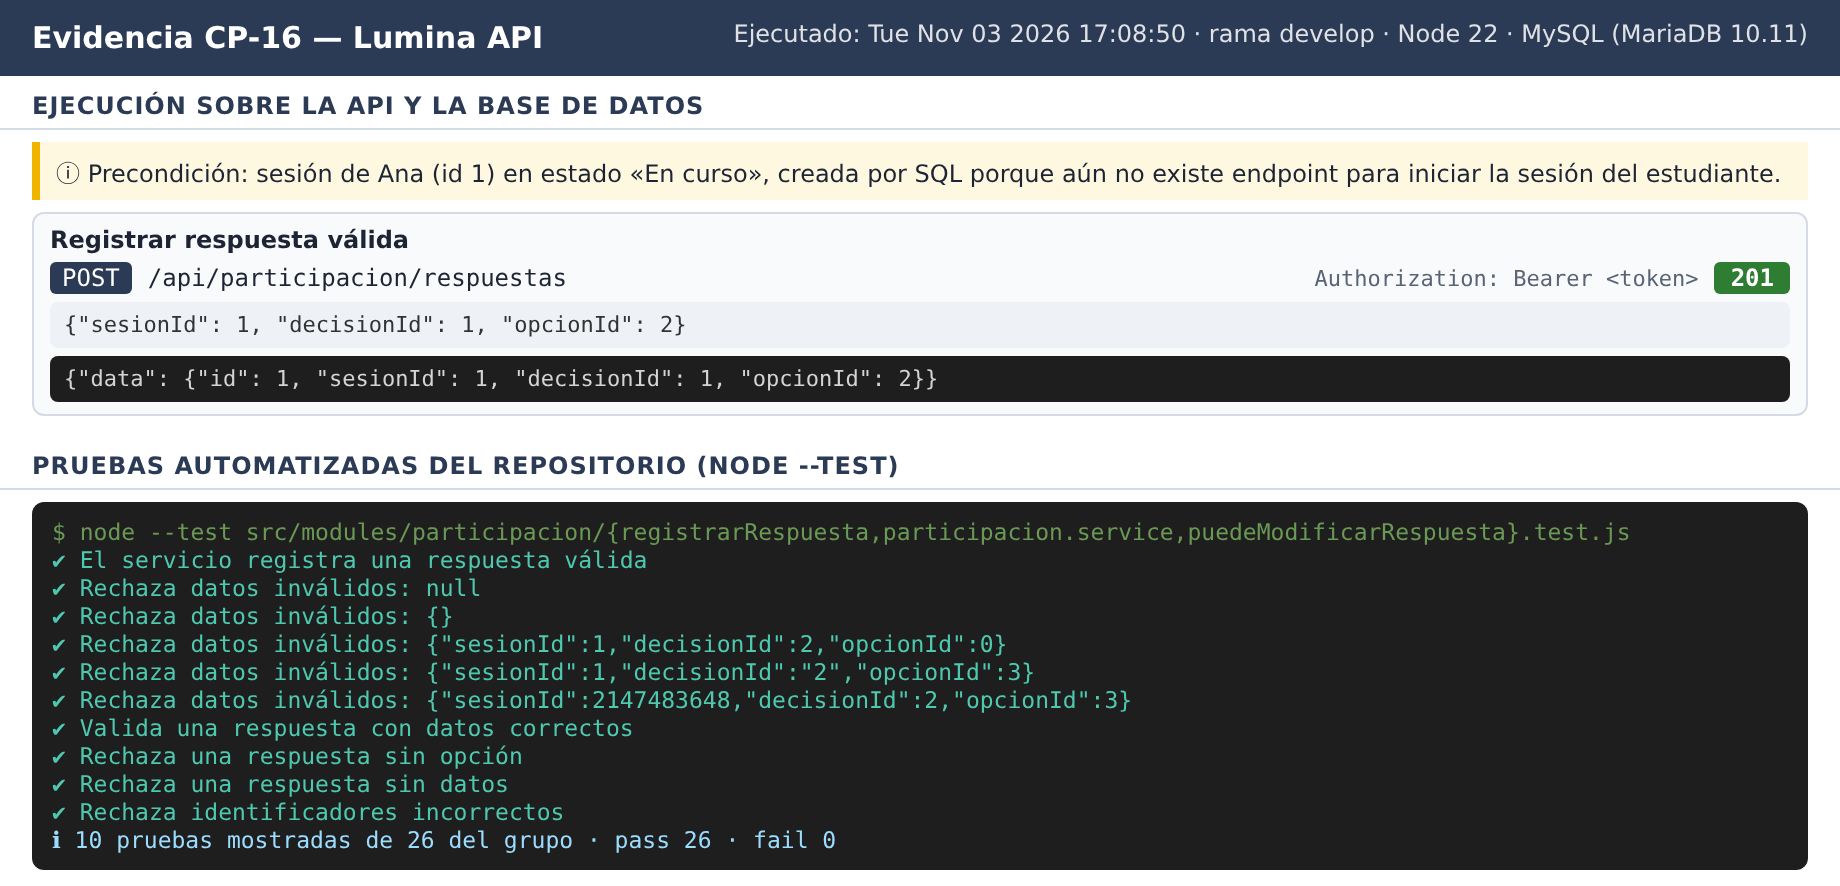 Evidencia CP-16 — Lumina API
Ejecutado: Tue Nov 03 2026 17:08:50 · rama develop · Node 22 · MySQL (MariaDB 10.11)
EJECUCIÓN SOBRE LA API Y LA BASE DE DATOS
ⓘ Precondición: sesión de Ana (id 1) en estado «En curso», creada por SQL porque aún no existe endpoint para iniciar la sesión del estudiante.
Registrar respuesta válida
POST /api/participacion/respuestas Authorization: Bearer <token> 201
{"sesionId": 1, "decisionId": 1, "opcionId": 2}
{"data": {"id": 1, "sesionId": 1, "decisionId": 1, "opcionId": 2}}
PRUEBAS AUTOMATIZADAS DEL REPOSITORIO (NODE --TEST)
$ node --test src/modules/participacion/{registrarRespuesta,participacion.service,puedeModificarRespuesta}.test.js
✔ El servicio registra una respuesta válida
✔ Rechaza datos inválidos: null
✔ Rechaza datos inválidos: {}
✔ Rechaza datos inválidos: {"sesionId":1,"decisionId":2,"opcionId":0}
✔ Rechaza datos inválidos: {"sesionId":1,"decisionId":"2","opcionId":3}
✔ Rechaza datos inválidos: {"sesionId":2147483648,"decisionId":2,"opcionId":3}
✔ Valida una respuesta con datos correctos
✔ Rechaza una respuesta sin opción
✔ Rechaza una respuesta sin datos
✔ Rechaza identificadores incorrectos
ℹ 10 pruebas mostradas de 26 del grupo · pass 26 · fail 0